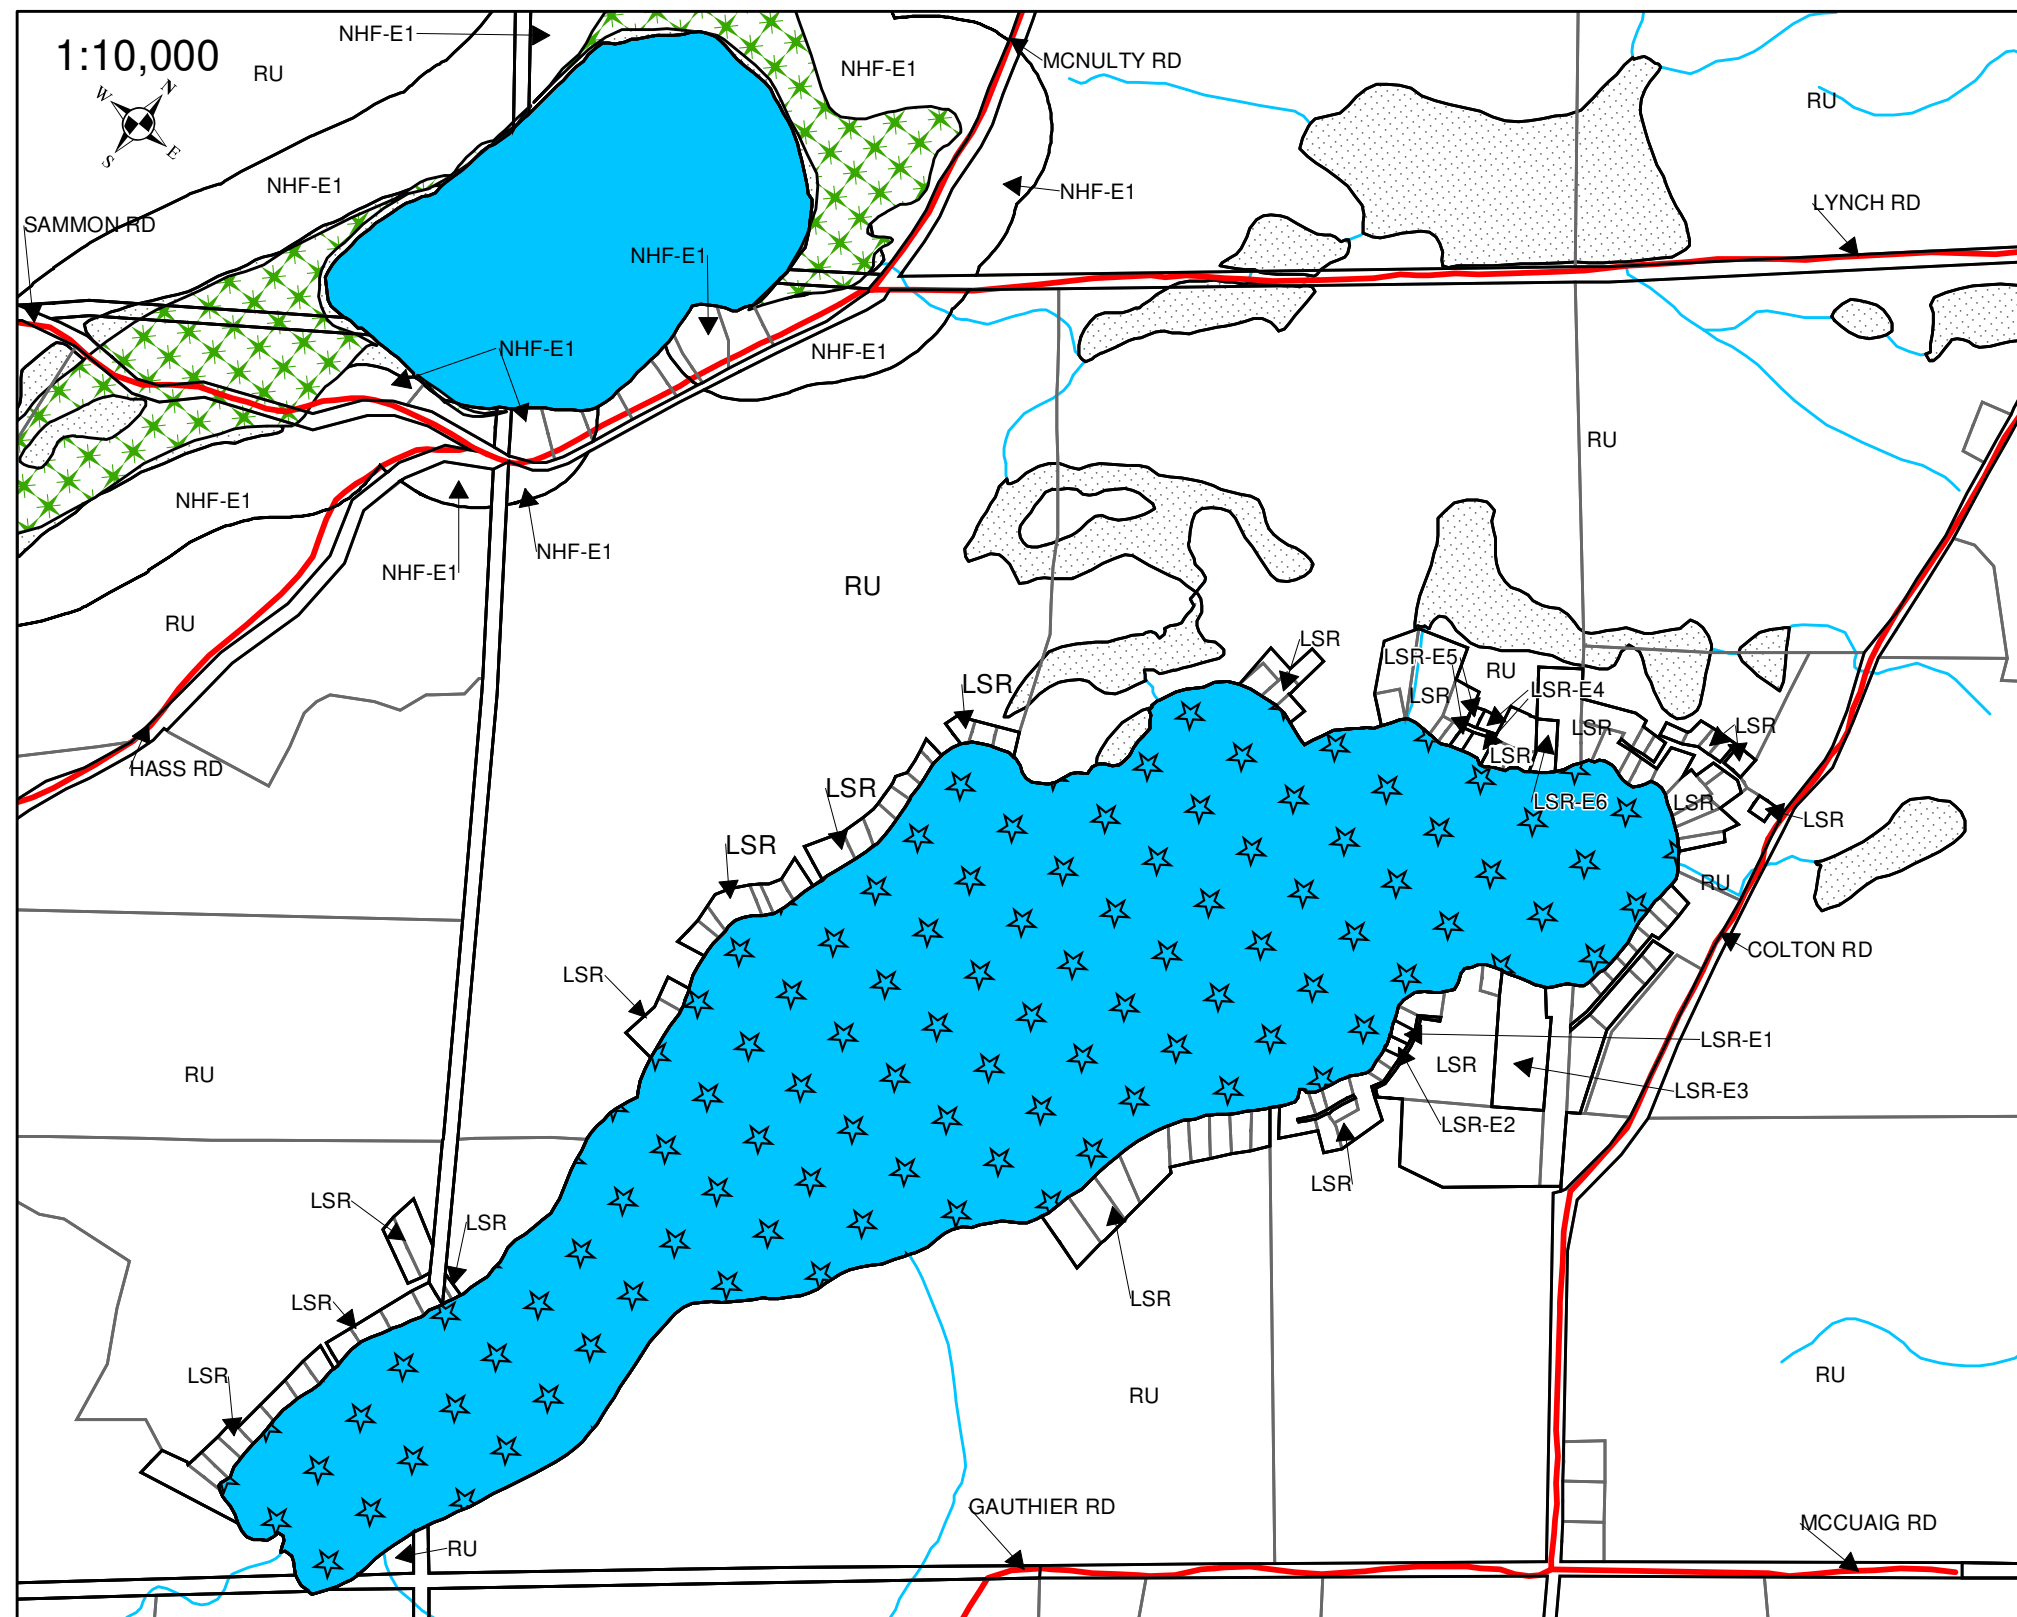 NHF-E1
1:10,000
RU
NHF-E1
MCNULTY RD
W
N
S
E
RU
NHF-E1
NHF-E1
SAMMON RD
LYNCH RD
NHF-E1
NHF-E1
NHF-E1
RU
NHF-E1
NHF-E1
NHF-E1
RU
RU
LSR
LSR-E5
RU
LSR
LSR-E4
LSR
LSR
LSR
LSR
HASS RD
LSR
LSR
LSR-E6
LSR
LSR
LSR
RU
COLTON RD
LSR
LSR-E1
LSR
RU
LSR-E3
LSR-E2
LSR
LSR
LSR
LSR
LSR
LSR
RU
RU
GAUTHIER RD
MCCUAIG RD
RU